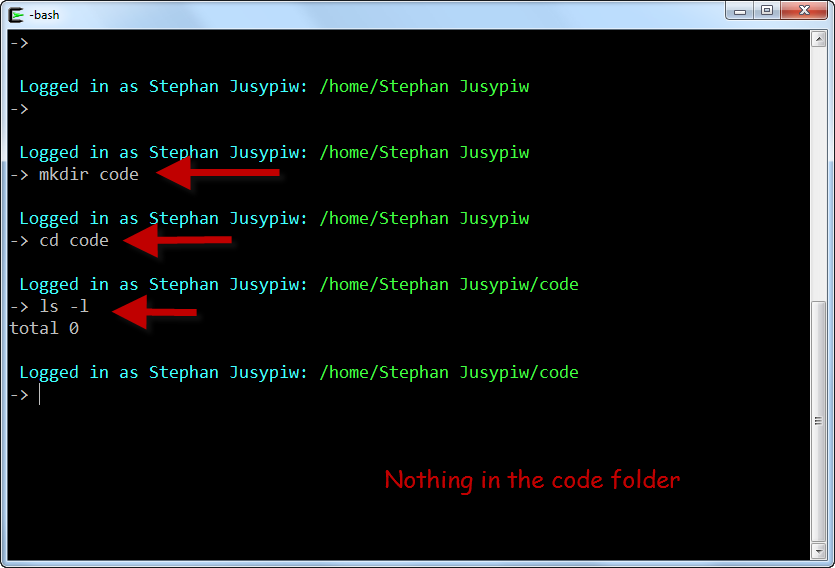 -bash
->
Logged in as Stephan Jusypiw: /home/Stephan Jusypiw
->
Logged in as Stephan Jusypiw: /home/Stephan Jusypiw
-> mkdir code
Logged in as Stephan Jusypiw: /home/Stephan Jusypiw
-> cd code
Logged in as Stephan Jusypiw: /home/Stephan Jusypiw/code
-> ls -l
total 0
Logged in as Stephan Jusypiw: /home/Stephan Jusypiw/code
->
Nothing in the code folder